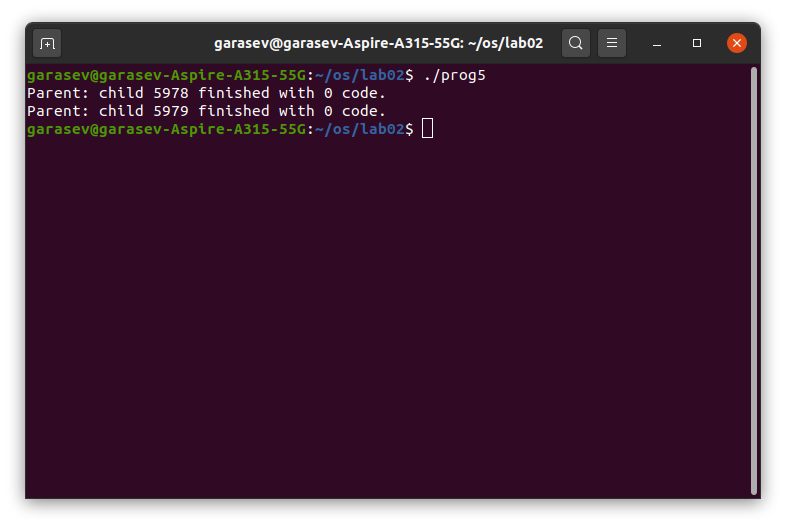 garasev@garasev-Aspire-A315-55G: ~/os/lab02
garasev@garasev-Aspire-A315-55G:~/os/lab02$ ./prog5
Parent: child 5978 finished with 0 code.
Parent: child 5979 finished with 0 code.
garasev@garasev-Aspire-A315-55G:~/os/lab02$